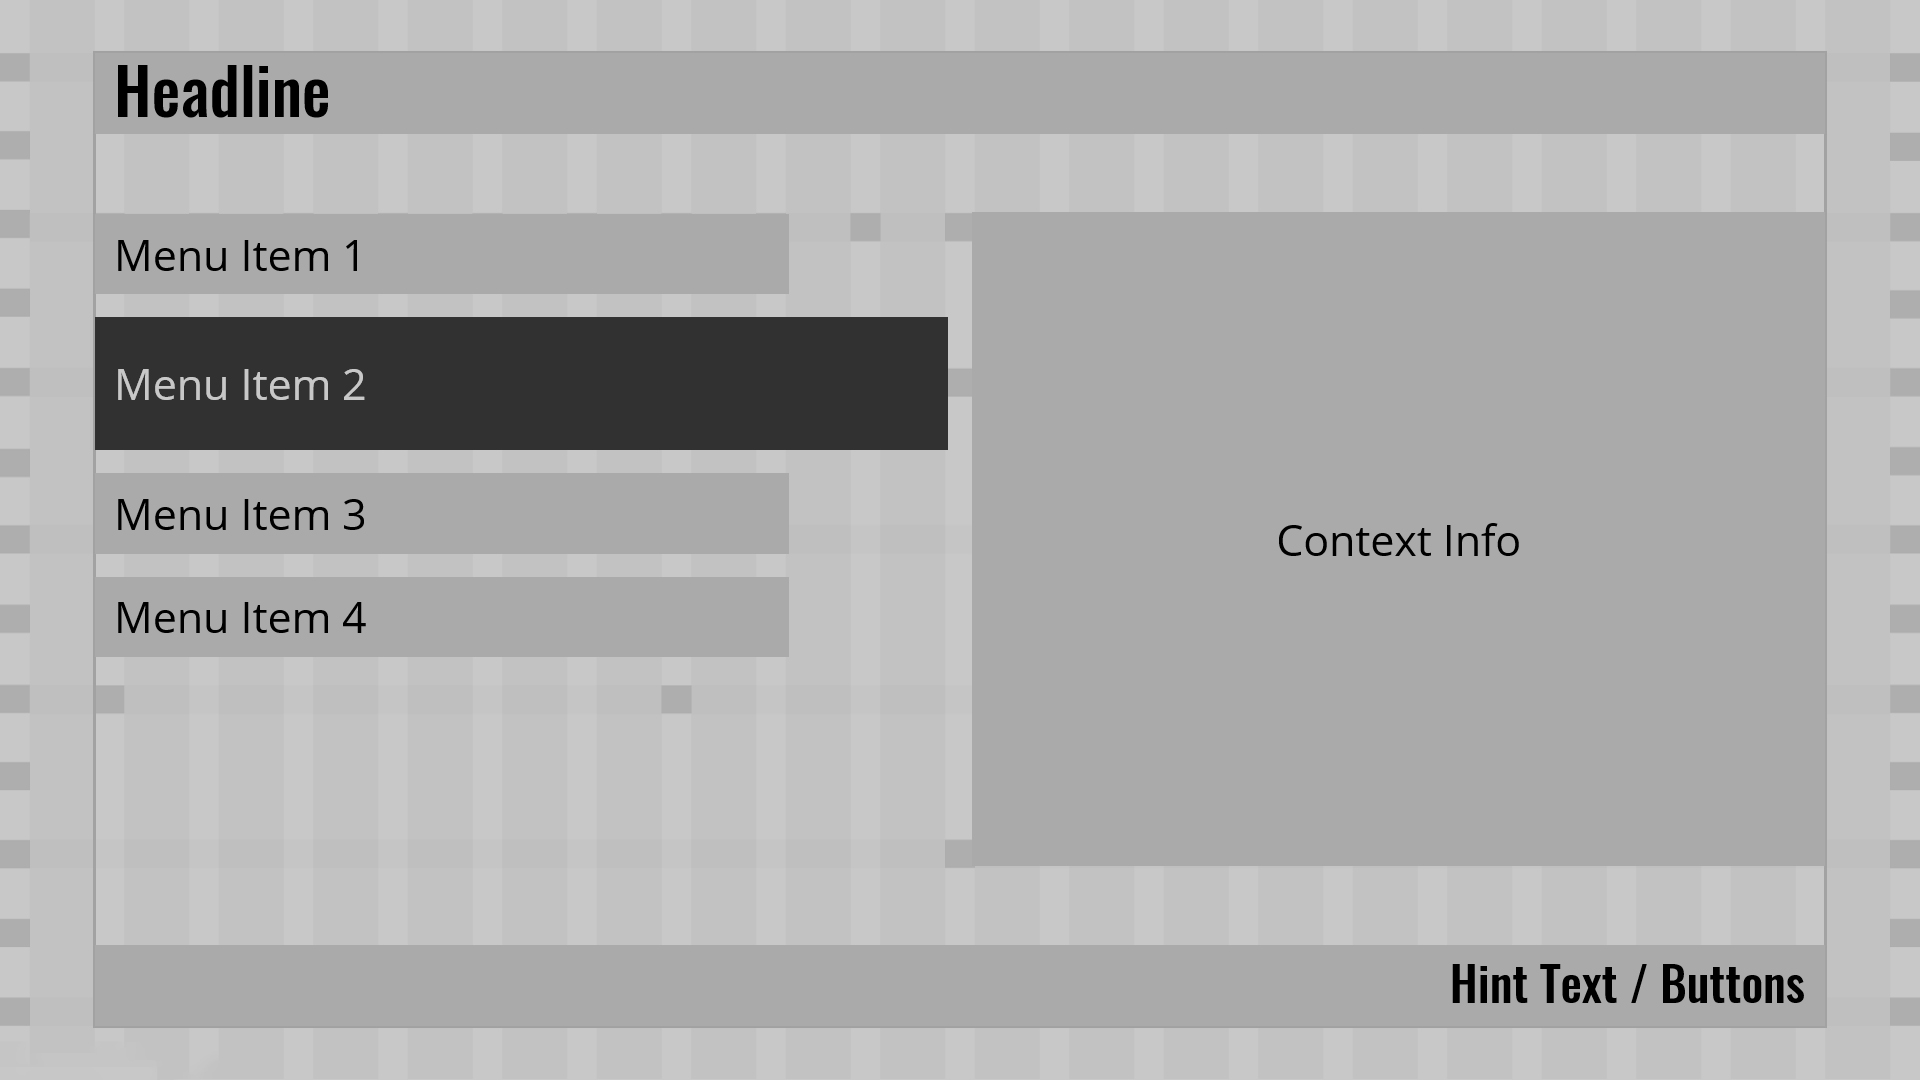 Headline
Menu Item 1
Menu Item 2
Menu Item 3
Menu Item 4
Context Info
Hint Text / Buttons